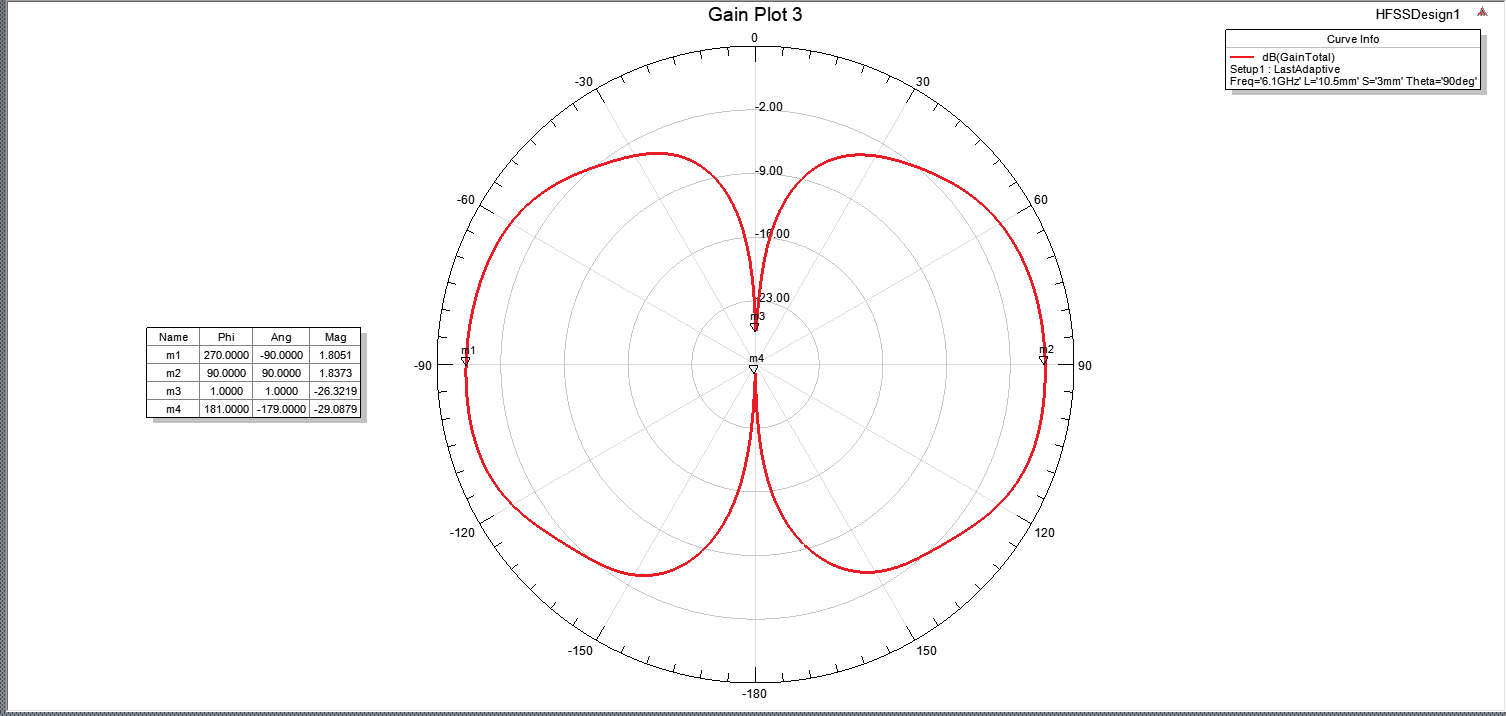 Gain Plot 3
HFSSDesign1
Curve Info
dB(GainTotal)
Setup1 : LastAdaptive
Freq='6.1GHz' L='10.5mm' S='3mm' Theta='90deg'
0
-30
30
-2.00
-9.00
-60
60
-16.00
-23.00
m3
Name Phi Ang Mag
m1 270.0000 -90.0000 1.8051
m2 90.0000 90.0000 1.8373
m3 1.0000 1.0000 -26.3219
m4 181.0000 -179.0000 -29.0879
m1
m4
m2
-90
90
-120
120
-150
150
-180